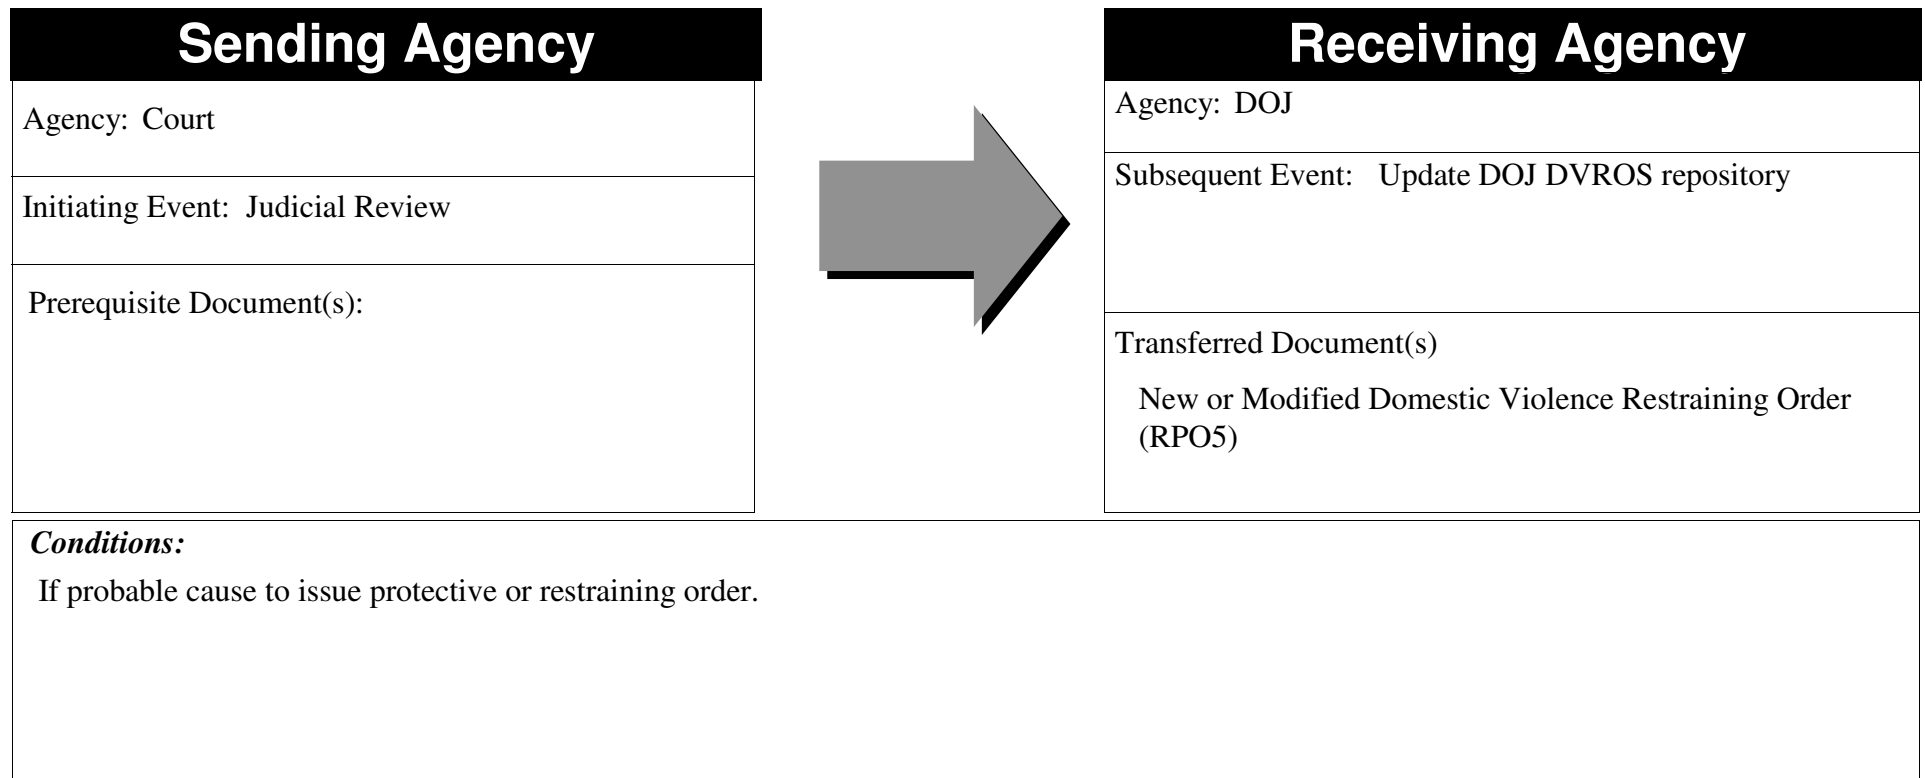 Sending Agency
Agency: Court
Initiating Event: Judicial Review
Prerequisite Document(s):
Receiving Agency
Agency: DOJ
Subsequent Event: Update DOJ DVROS repository
Transferred Document(s)
New or Modified Domestic Violence Restraining Order
(RPO5)
Conditions:
If probable cause to issue protective or restraining order.